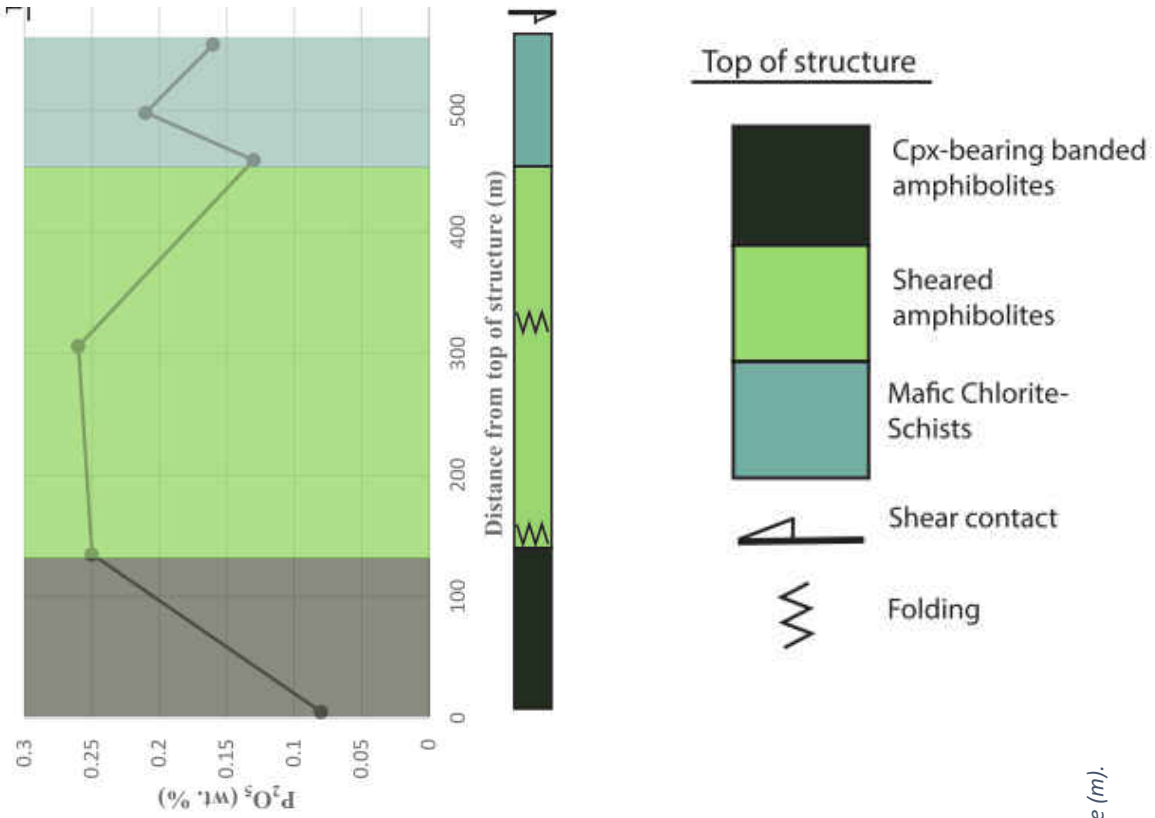 Top of structure
Cpx-bearing banded
amphibolites
Sheared
amphibolites
Mafic Chlorite-
Schists
Shear contact
Folding
500
400
300
200
100
0
Distance from top of structure (m)
0.3
0.25
0.2
0.15
0.1
0.05
0
P₂O₅ (wt. %)
(m).